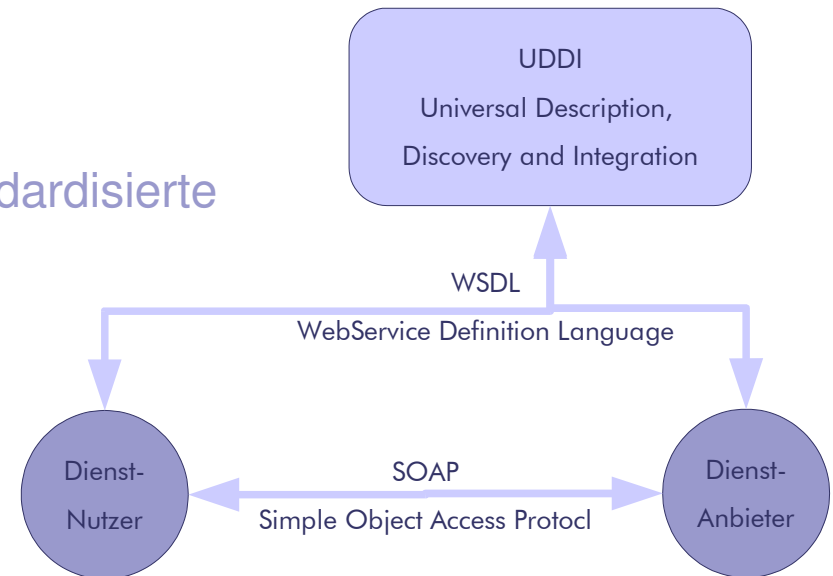 UDDI
Universal Description,
Discovery and Integration
dardisierte
WSDL
WebService Definition Language
Dienst-
Nutzer
SOAP
Simple Object Access Protocl
Dienst-
Anbieter